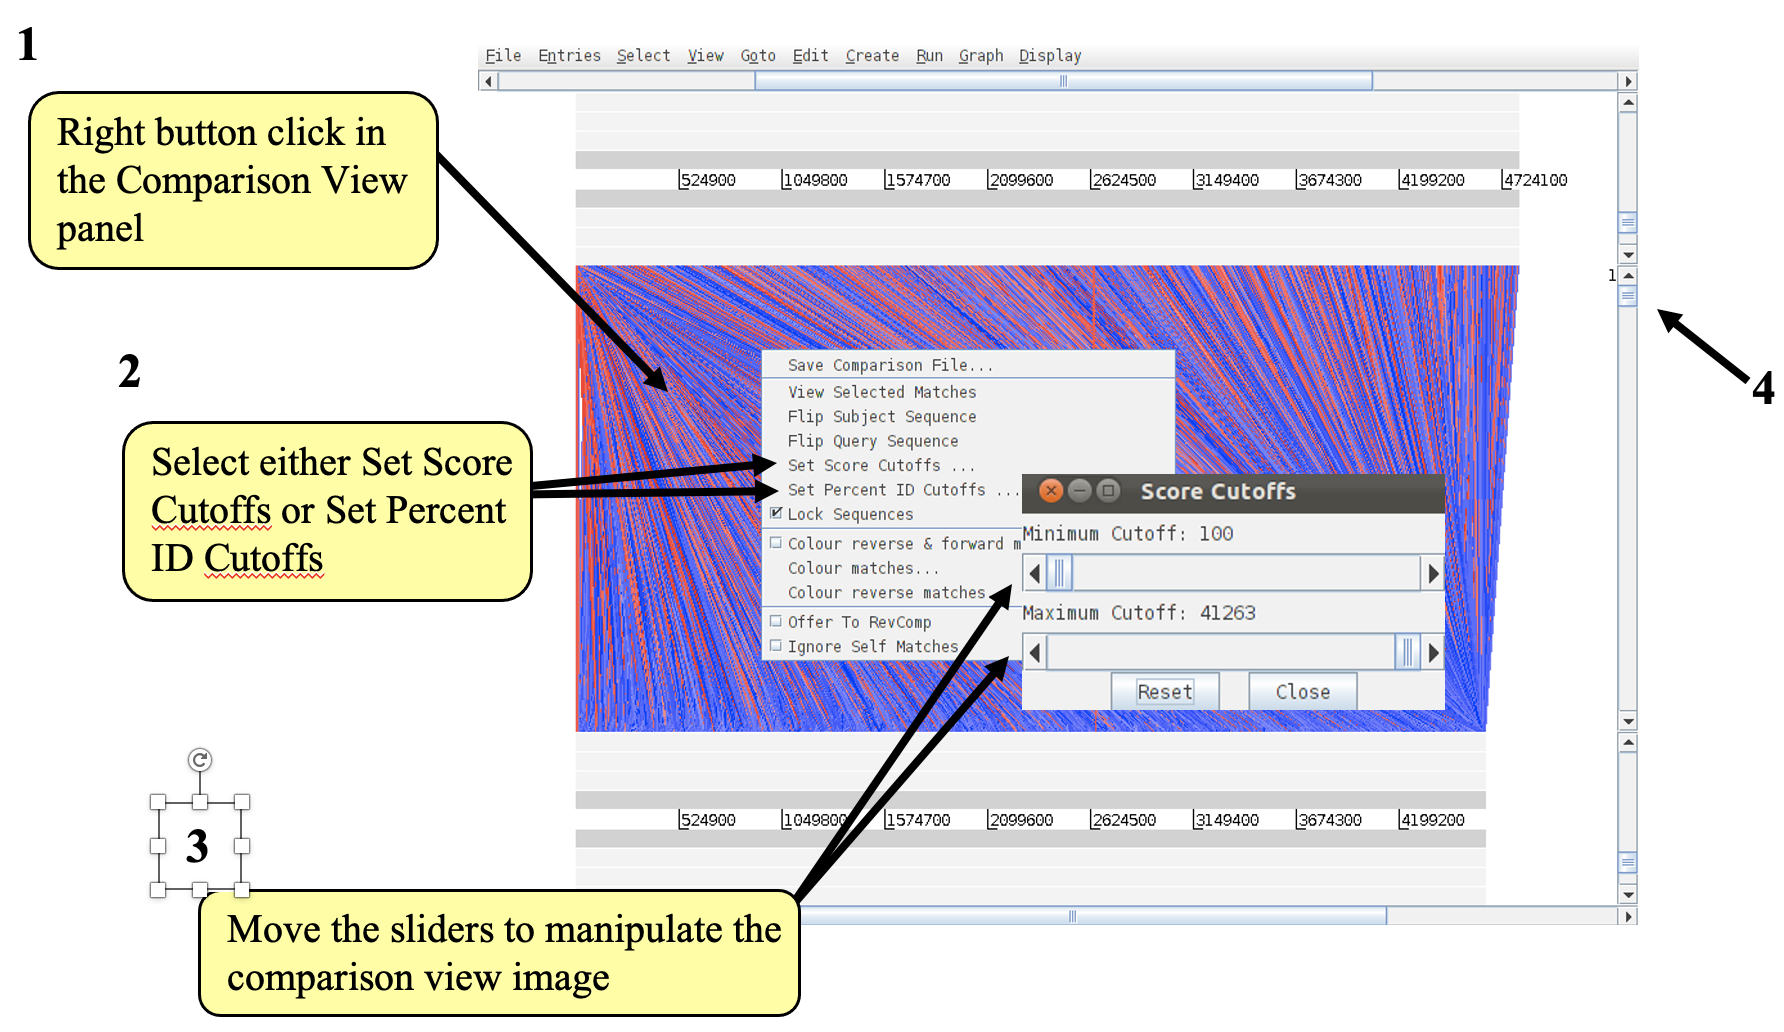 1
File Entries Select View Goto Edit Create Run Graph Display
Right button click in
the Comparison View
panel
524900 1049800 1574700 2099600 2624500 3149400 3674300 4199200 4724100
1
2
Select either Set Score
Cutoffs or Set Percent
ID Cutoffs
Save Comparison File...
View Selected Matches
Flip Subject Sequence
Flip Query Sequence
Set Score Cutoffs ...
Set Percent ID Cutoffs ...
Lock Sequences
Colour reverse & forward m
Colour matches...
Colour reverse matches
Offer To RevComp
Ignore Self Matches
Score Cutoffs
Minimum Cutoff: 100
Maximum Cutoff: 41263
Reset Close
4
524900 1049800 1574700 2099600 2624500 3149400 3674300 4199200
3
Move the sliders to manipulate the
comparison view image